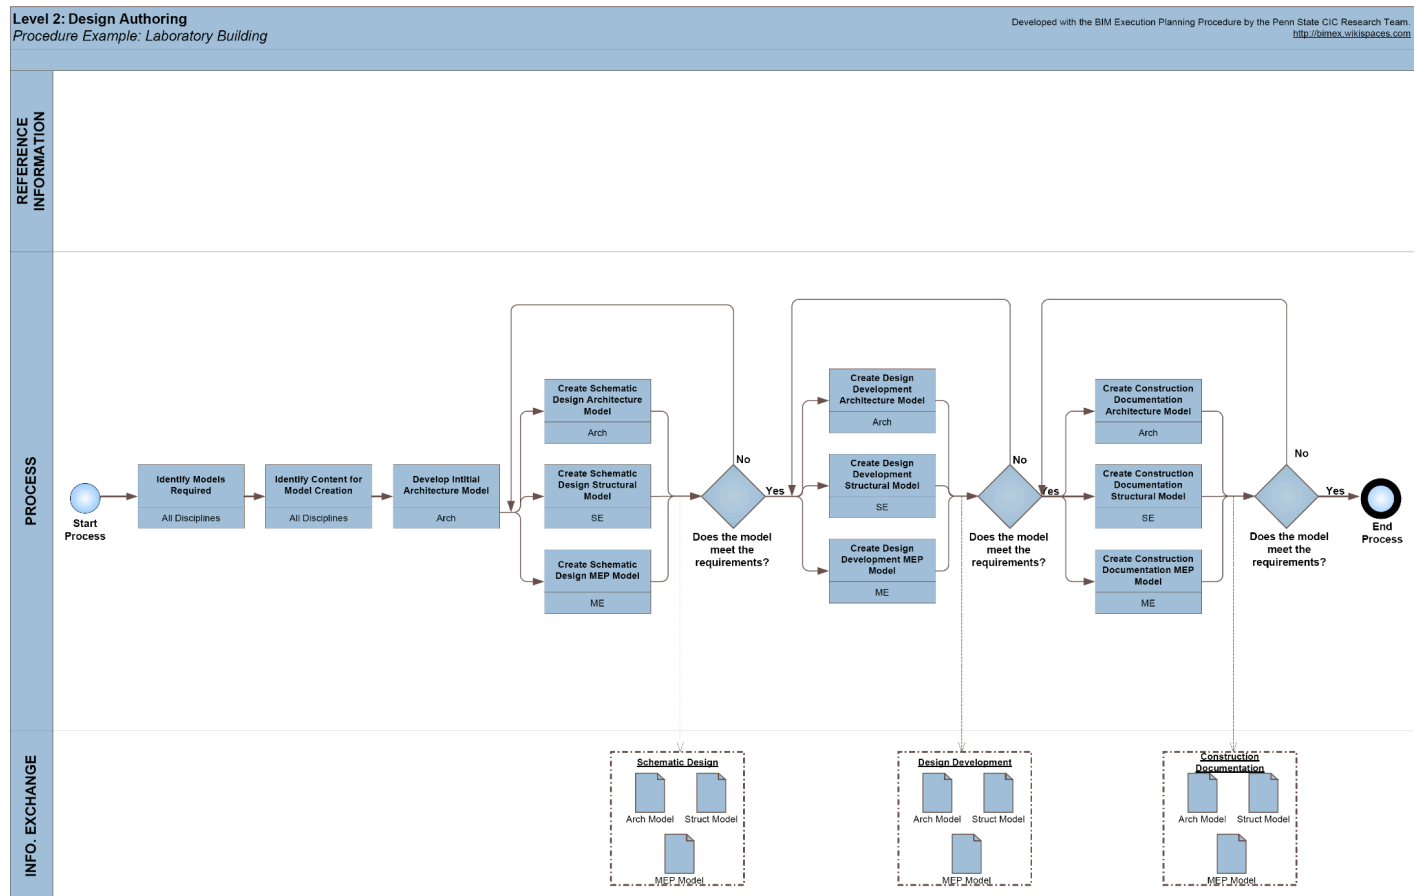 Level 2: Design Authoring
Procedure Example: Laboratory Building
Developed with the BIM Execution Planning Procedure by the Penn State CIC Research Team.
http://bimex.wikispaces.com
REFERENCE
INFORMATION
PROCESS
Start
Process
Identify Models
Required
All Disciplines
Identify Content for
Model Creation
All Disciplines
Develop Intitial
Architecture Model
Arch
Create Schematic
Design Architecture
Model
Arch
Create Schematic
Design Structural
Model
SE
Create Schematic
Design MEP Model
ME
No
Yes
Does the model
meet the
requirements?
Create Design
Development
Architecture Model
Arch
Create Design
Development
Structural Model
SE
Create Design
Development MEP
Model
ME
No
Yes
Does the model
meet the
requirements?
Create Construction
Documentation
Architecture Model
Arch
Create Construction
Documentation
Structural Model
SE
Create Construction
Documentation MEP
Model
ME
No
Yes
Does the model
meet the
requirements?
End
Process
INFO. EXCHANGE
Schematic Design
Arch Model
Struct Model
MEP Model
Design Development
Arch Model
Struct Model
MEP Model
Construction
Documentation
Arch Model
Struct Model
MEP Model